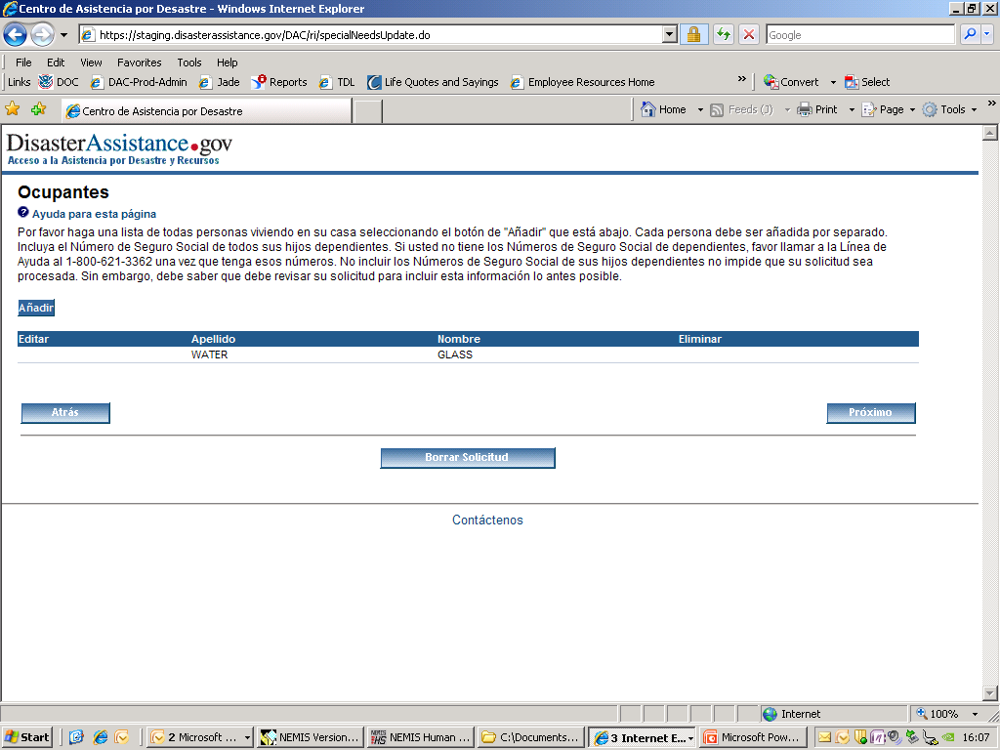 Centro de Asistencia por Desastre - Windows Internet Explorer
https://staging.disasterassistance.gov/DAC/ri/specialNeedsUpdate.do
Google
File Edit View Favorites Tools Help
Links DOC DAC-Prod-Admin Jade Reports TDL Life Quotes and Sayings Employee Resources Home » Convert Select
Centro de Asistencia por Desastre Home Feeds (J) Print Page Tools »
DisasterAssistance.gov
Acceso a la Asistencia por Desastre y Recursos
Ocupantes
Ayuda para esta página
Por favor haga una lista de todas personas viviendo en su casa seleccionando el botón de "Añadir" que está abajo. Cada persona debe ser añadida por separado.
Incluya el Número de Seguro Social de todos sus hijos dependientes. Si usted no tiene los Números de Seguro Social de dependientes, favor llamar a la Línea de
Ayuda al 1-800-621-3362 una vez que tenga esos números. No incluir los Números de Seguro Social de sus hijos dependientes no impide que su solicitud sea
procesada. Sin embargo, debe saber que debe revisar su solicitud para incluir esta información lo antes posible.
Añadir
Editar Apellido Nombre Eliminar
WATER GLASS
Atrás Próximo
Borrar Solicitud
Contáctenos
Internet 100%
Start 2 Microsoft ... NEMIS Version... NEMIS Human ... C:\Documents... 3 Internet E... Microsoft Pow... 16:07